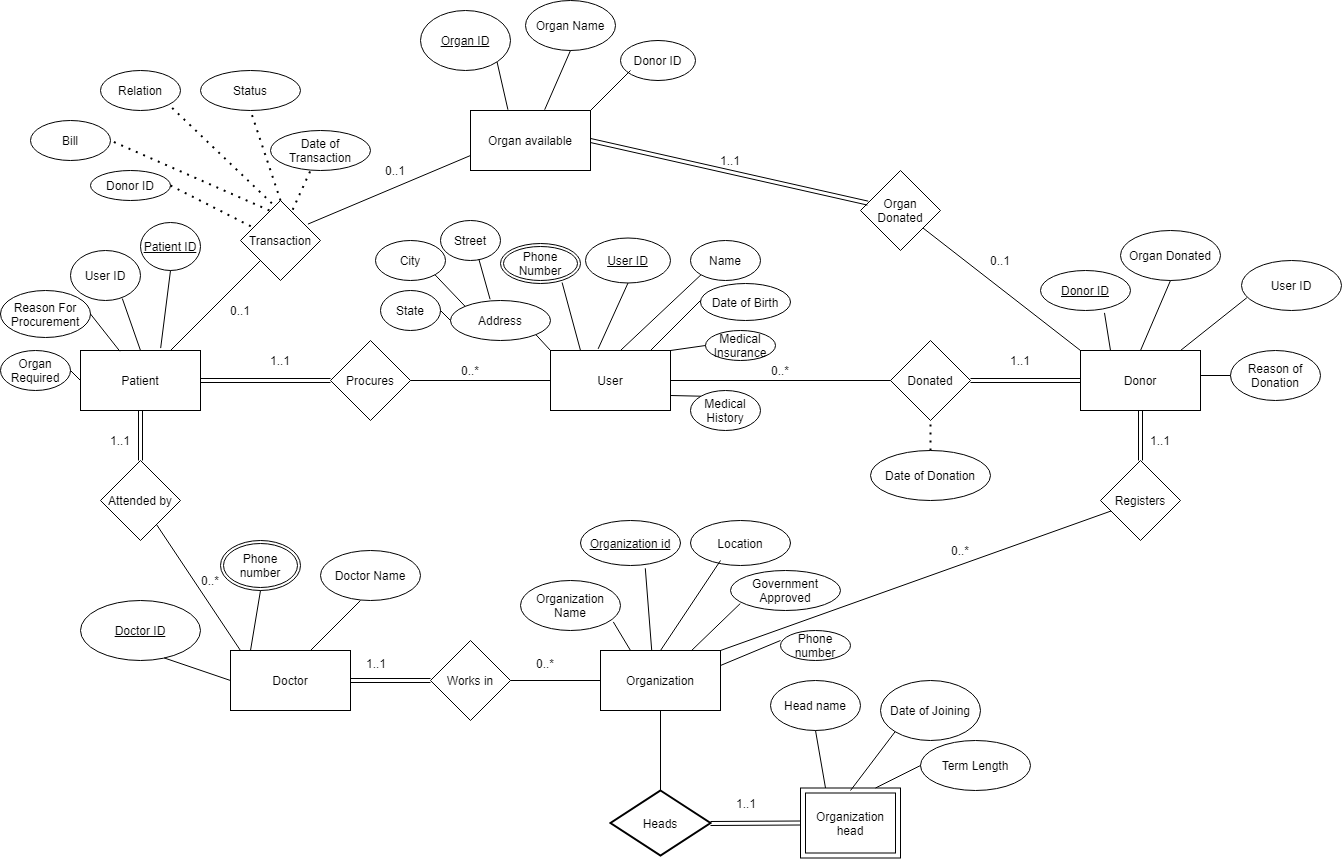 Organ ID
Organ Name
Donor ID
Relation
Status
Bill
Date of
Transaction
Donor ID
Organ available
0..1
1..1
Transaction
Organ
Donated
Patient ID
User ID
Reason For
Procurement
Organ
Required
0..1
City
Street
State
Address
Phone
Number
User ID
Name
Date of Birth
Medical
Insurance
Medical
History
0..1
Donor ID
Organ Donated
User ID
Reason of
Donation
Patient
1..1
Procures
0..*
User
0..*
Donated
1..1
Donor
Date of Donation
1..1
Attended by
0..*
1..1
Registers
0..*
Phone
number
Doctor Name
Doctor ID
Organization id
Location
Organization
Name
Government
Approved
Phone
number
Doctor
1..1
Works in
0..*
Organization
Head name
Date of Joining
Term Length
Heads
1..1
Organization
head